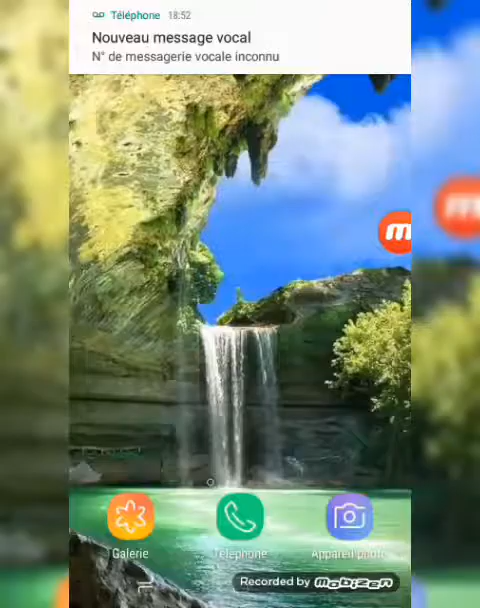 Téléphone 18:52
Nouveau message vocal
N° de messagerie vocale inconnu
m
Galerie
Téléphone
Appareil photo
Recorded by mobizen